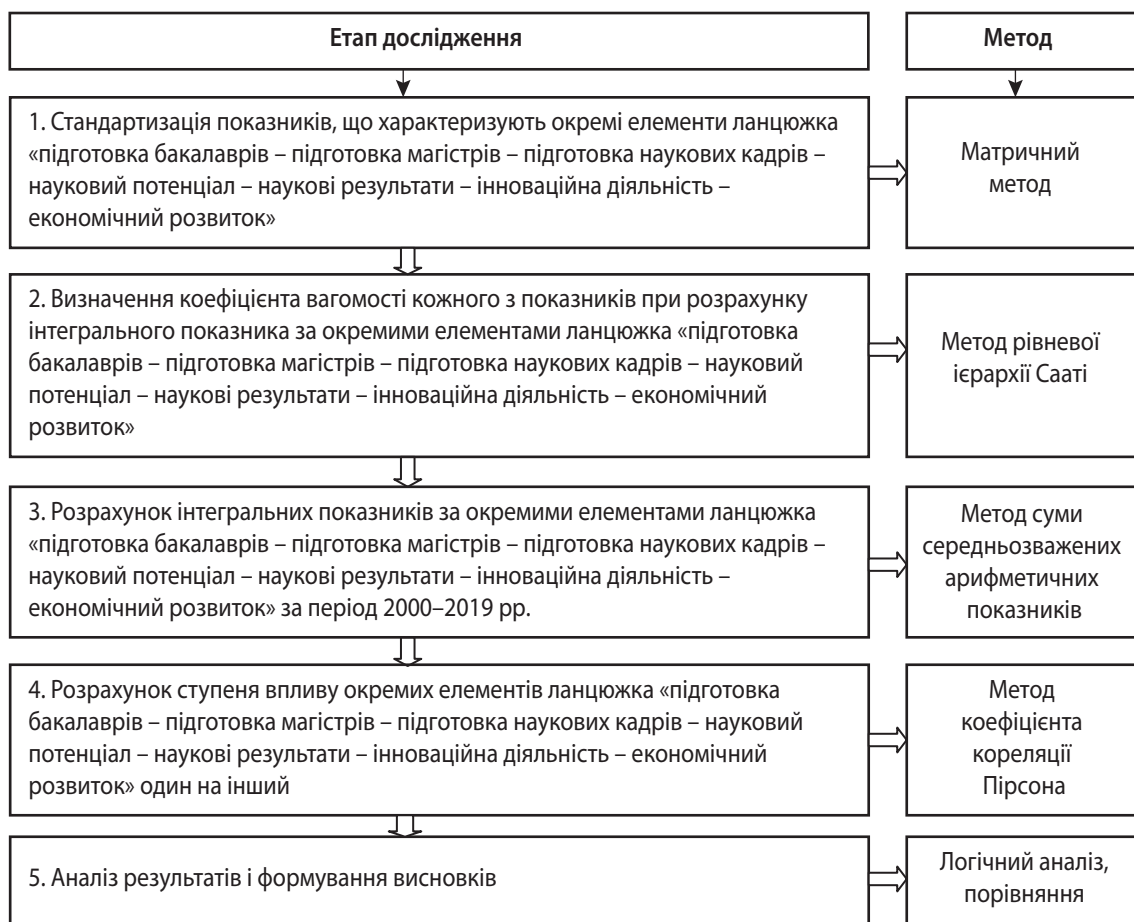 Етап дослідження
Метод
1. Стандартизація показників, що характеризують окремі елементи ланцюжка
«підготовка бакалаврів – підготовка магістрів – підготовка наукових кадрів –
науковий потенціал – наукові результати – інноваційна діяльність –
економічний розвиток»
Матричний
метод
2. Визначення коефіцієнта вагомості кожного з показників при розрахунку
інтегрального показника за окремими елементами ланцюжка «підготовка
бакалаврів – підготовка магістрів – підготовка наукових кадрів – науковий
потенціал – наукові результати – інноваційна діяльність – економічний
розвиток»
Метод рівневої
ієрархії Сааті
3. Розрахунок інтегральних показників за окремими елементами ланцюжка
«підготовка бакалаврів – підготовка магістрів – підготовка наукових кадрів –
науковий потенціал – наукові результати – інноваційна діяльність –
економічний розвиток» за період 2000–2019 рр.
Метод суми
середньозважених
арифметичних
показників
4. Розрахунок ступеня впливу окремих елементів ланцюжка «підготовка
бакалаврів – підготовка магістрів – підготовка наукових кадрів – науковий
потенціал – наукові результати – інноваційна діяльність – економічний
розвиток» один на інший
Метод
коефіцієнта
кореляції
Пірсона
5. Аналіз результатів і формування висновків
Логічний аналіз,
порівняння